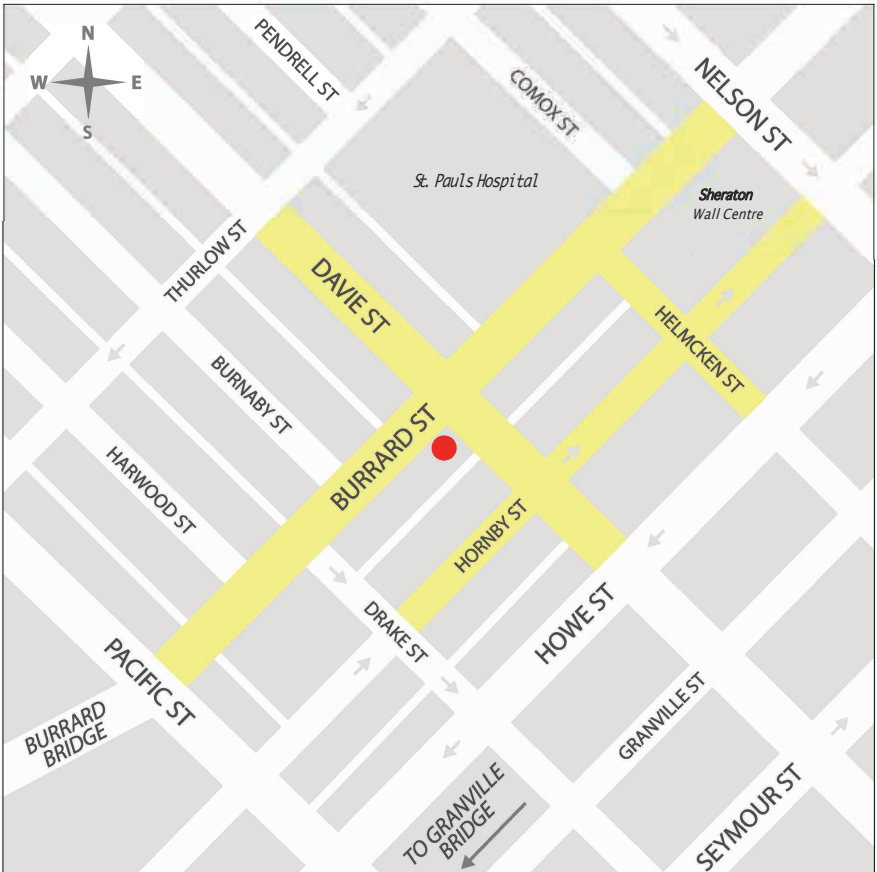 N
W E
S
PENDRELL ST
COMOX ST
NELSON ST
St. Pauls Hospital
Sheraton
Wall Centre
THURLOW ST
DAVIE ST
HELMCKEN ST
BURNABY ST
BURRARD ST
HARWOOD ST
HORNBY ST
DRAKE ST
HOWE ST
PACIFIC ST
BURRARD
BRIDGE
GRANVILLE ST
TO GRANVILLE
BRIDGE
SEYMOUR ST